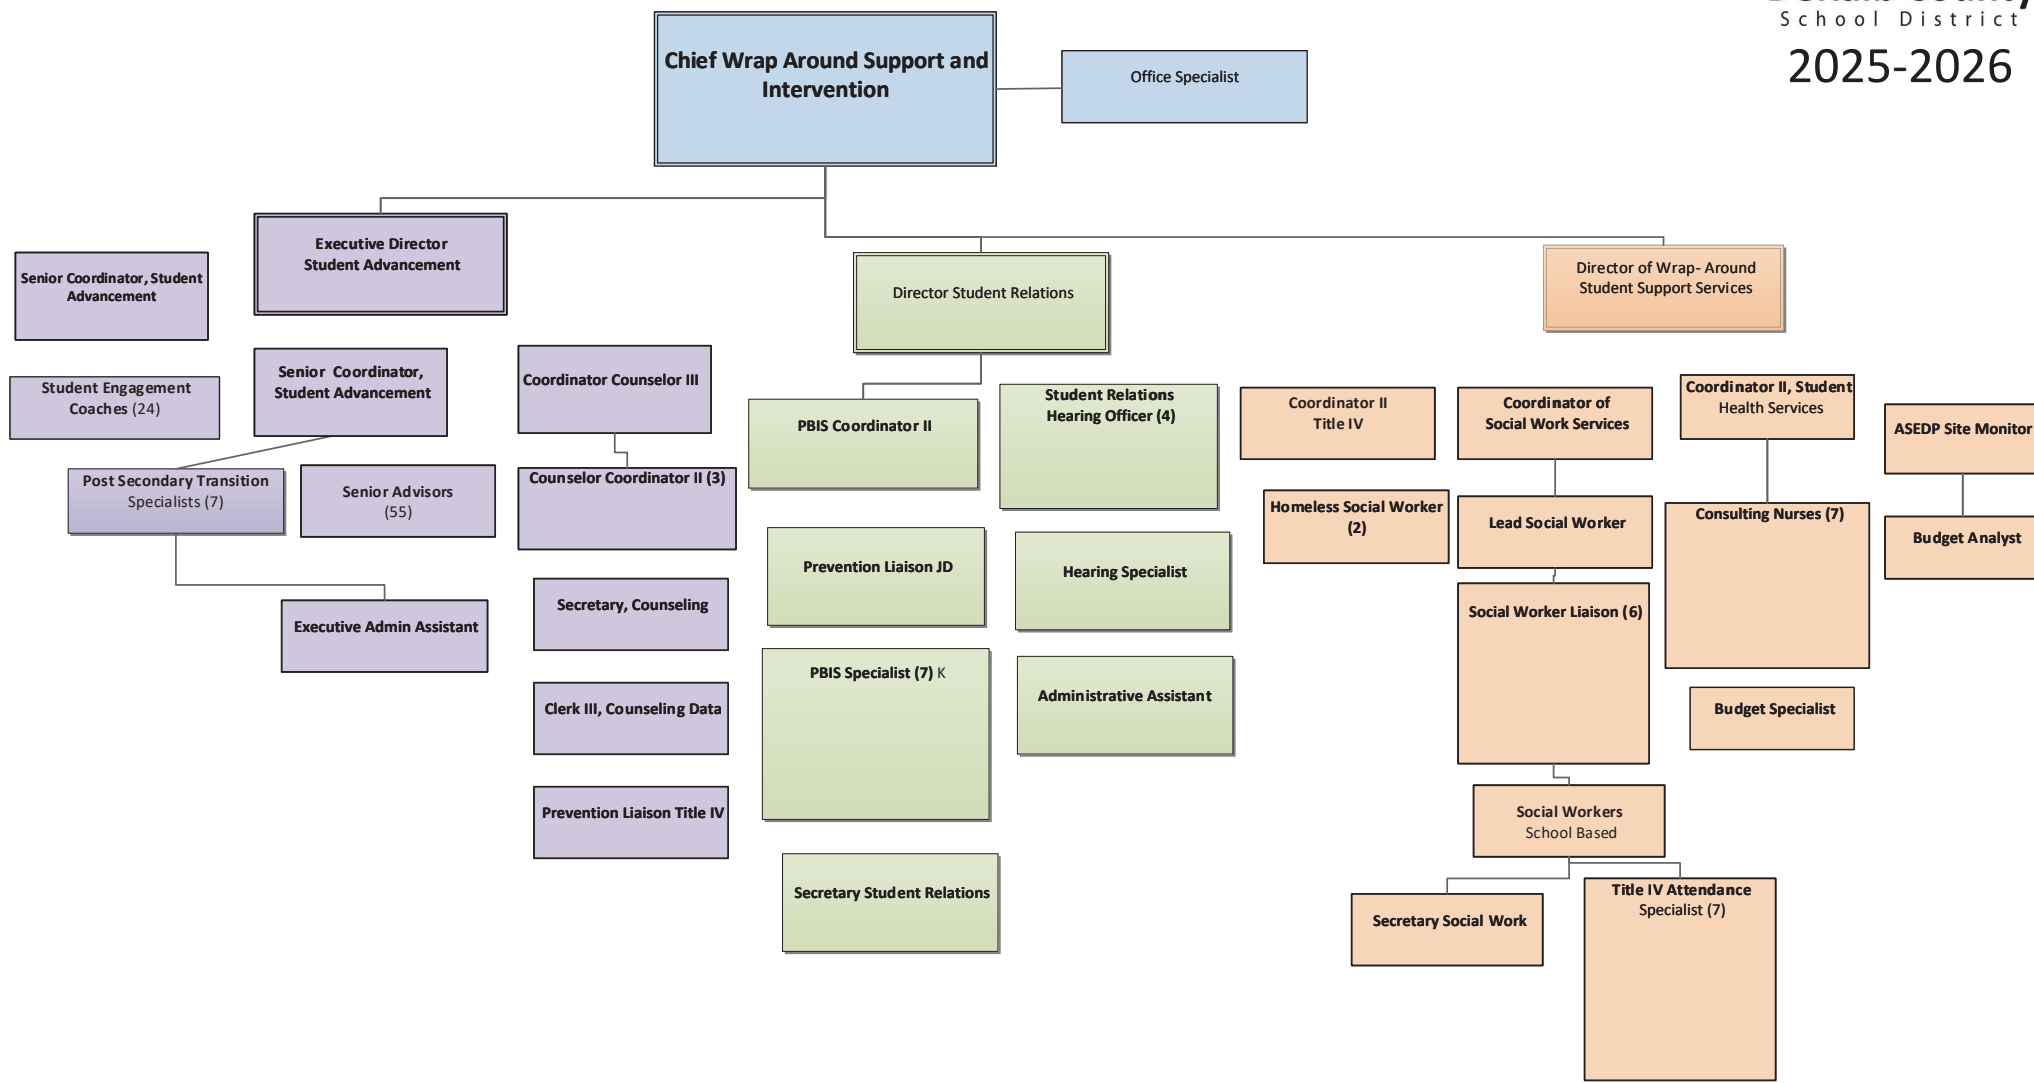 School District
2025-2026
Chief Wrap Around Support and
Intervention
Office Specialist
Executive Director
Student Advancement
Senior Coordinator, Student
Advancement
Director Student Relations
Director of Wrap- Around
Student Support Services
Student Engagement
Coaches (24)
Senior Coordinator,
Student Advancement
Coordinator Counselor III
Post Secondary Transition
Specialists (7)
Senior Advisors
(55)
Counselor Coordinator II (3)
Executive Admin Assistant
Secretary, Counseling
Clerk III, Counseling Data
Prevention Liaison Title IV
PBIS Coordinator II
Student Relations
Hearing Officer (4)
Prevention Liaison JD
Hearing Specialist
PBIS Specialist (7) K
Administrative Assistant
Secretary Student Relations
Coordinator II
Title IV
Coordinator of
Social Work Services
Coordinator II, Student
Health Services
ASEDP Site Monitor
Homeless Social Worker
(2)
Lead Social Worker
Consulting Nurses (7)
Budget Analyst
Social Worker Liaison (6)
Budget Specialist
Social Workers
School Based
Secretary Social Work
Title IV Attendance
Specialist (7)